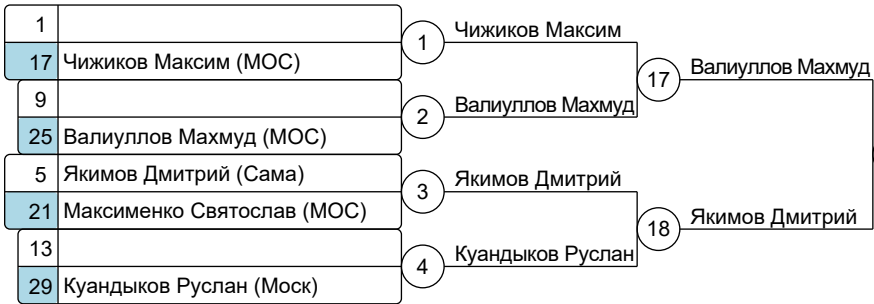 1
17 Чижиков Максим (МОС)
9
25 Валиуллов Махмуд (МОС)
5 Якимов Дмитрий (Сама)
21 Максименко Святослав (МОС)
13
29 Куандыков Руслан (Моск)
1 Чижиков Максим
2 Валиуллов Махмуд
3 Якимов Дмитрий
4 Куандыков Руслан
17 Валиуллов Махмуд
18 Якимов Дмитрий